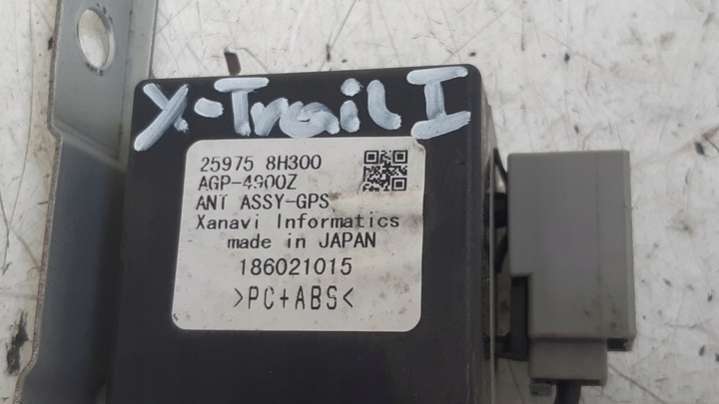 X-Trail I
25975 8H300
AGP-4900Z
ANT ASSY-GPS
Xanavi Informatics
made in JAPAN
186021015
>PC+ABS<